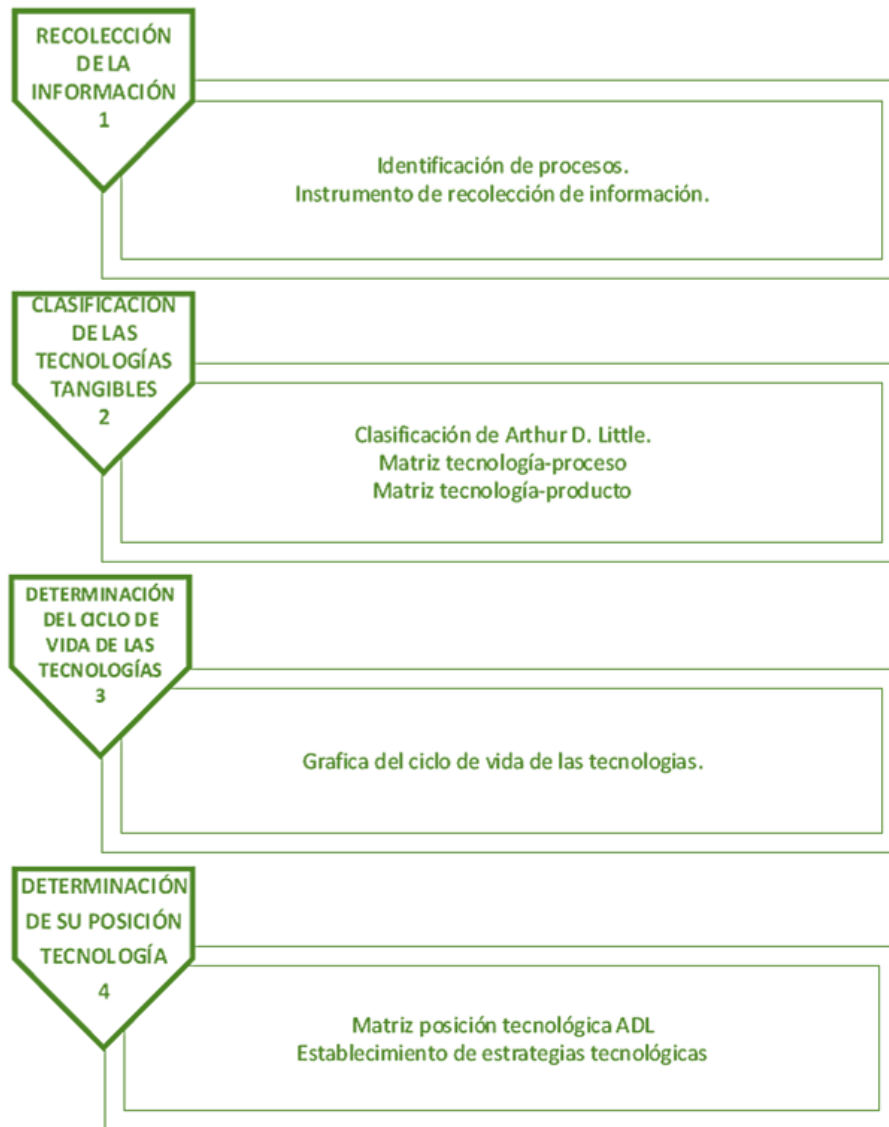 RECOLECCIÓN
DE LA
INFORMACIÓN
1
Identificación de procesos.
Instrumento de recolección de información.
CLASIFICACION
DE LAS
TECNOLOGÍAS
TANGIBLES
2
Clasificación de Arthur D. Little.
Matriz tecnología-proceso
Matriz tecnología-producto
DETERMINACIÓN
DEL CICLO DE
VIDA DE LAS
TECNOLOGÍAS
3
Grafica del ciclo de vida de las tecnologias.
DETERMINACIÓN
DE SU POSICIÓN
TECNOLOGÍA
4
Matriz posición tecnológica ADL
Establecimiento de estrategias tecnológicas